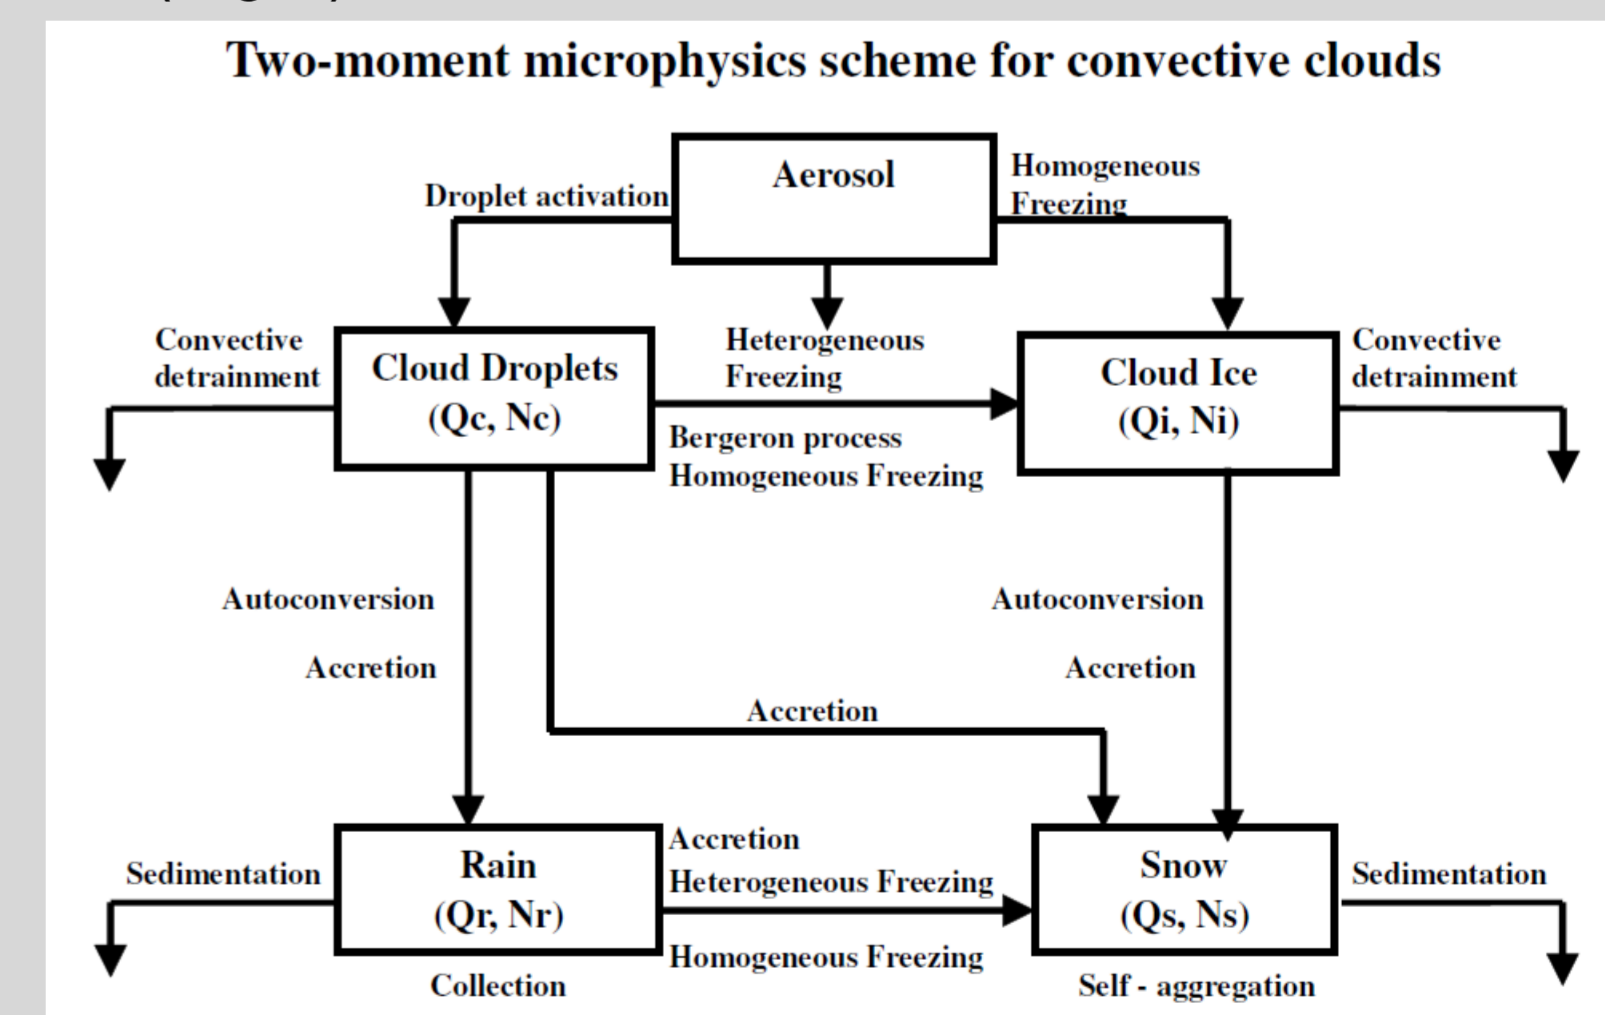 Two-moment microphysics scheme for convective clouds
Aerosol
Droplet activation
Homogeneous
Freezing
Convective
detrainment
Cloud Droplets
(Qc, Nc)
Heterogeneous
Freezing
Bergeron process
Homogeneous Freezing
Cloud Ice
(Qi, Ni)
Convective
detrainment
Autoconversion
Accretion
Accretion
Autoconversion
Accretion
Sedimentation
Rain
(Qr, Nr)
Collection
Accretion
Heterogeneous Freezing
Homogeneous Freezing
Snow
(Qs, Ns)
Self - aggregation
Sedimentation